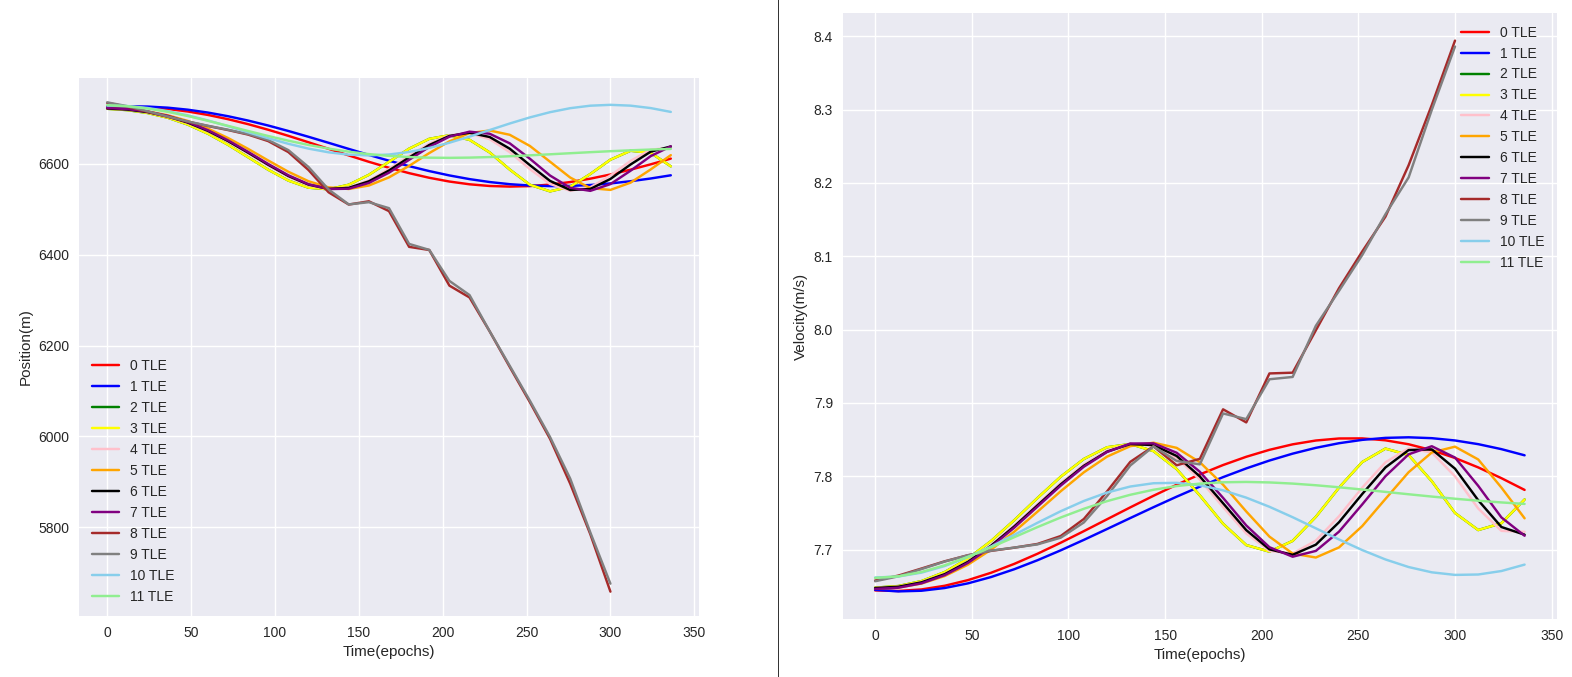 6600
6400
6200
6000
5800
Position(m)
0 TLE
1 TLE
2 TLE
3 TLE
4 TLE
5 TLE
6 TLE
7 TLE
8 TLE
9 TLE
10 TLE
11 TLE
0 50 100 150 200 250 300 350
Time(epochs)
8.4
8.3
8.2
8.1
8.0
7.9
7.8
7.7
Velocity(m/s)
0 TLE
1 TLE
2 TLE
3 TLE
4 TLE
5 TLE
6 TLE
7 TLE
8 TLE
9 TLE
10 TLE
11 TLE
0 50 100 150 200 250 300 350
Time(epochs)